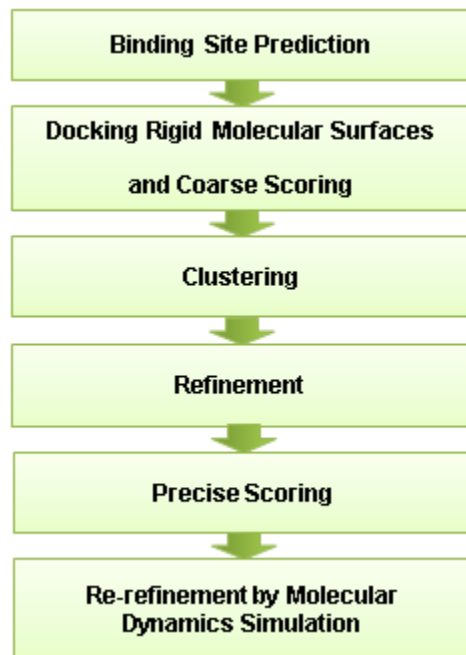 Binding Site Prediction
Docking Rigid Molecular Surfaces
and Coarse Scoring
Clustering
Refinement
Precise Scoring
Re-refinement by Molecular
Dynamics Simulation